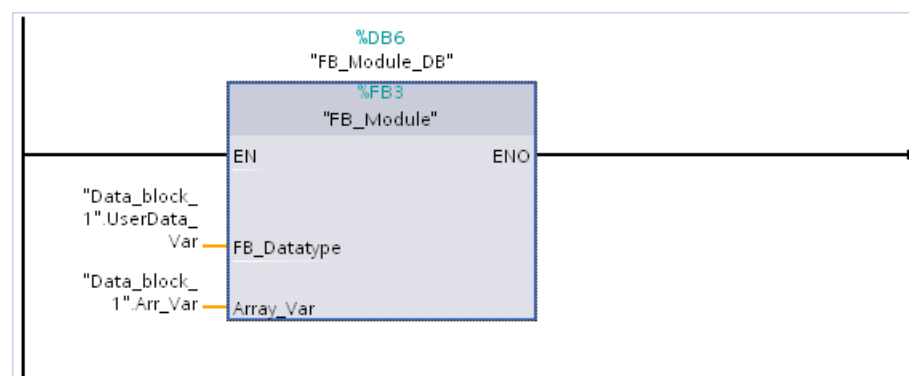 %DB6
"FB_Module_DB"
%FB3
"FB_Module"
EN
ENO
"Data_block_
1".UserData_
Var
FB_Datatype
"Data_block_
1".Arr_Var
Array_Var